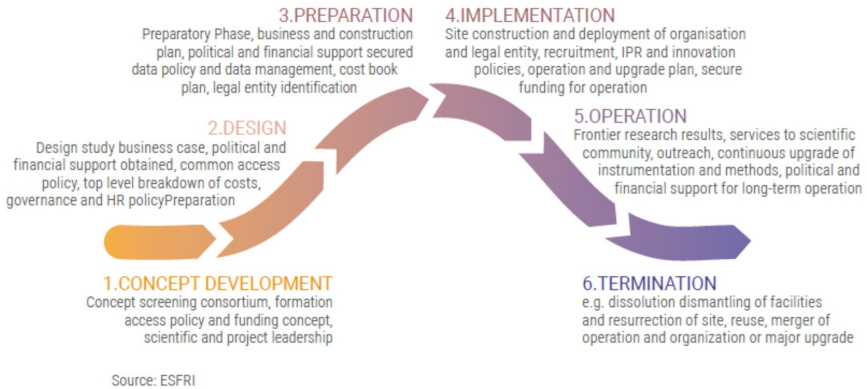 3.PREPARATION
Preparatory Phase, business and construction
plan, political and financial support secured
data policy and data management, cost book
plan, legal entity identification
4.IMPLEMENTATION
Site construction and deployment of organisation
and legal entity, recruitment, IPR and innovation
policies, operation and upgrade plan, secure
funding for operation
2.DESIGN
Design study business case, political and
financial support obtained, common access
policy, top level breakdown of costs,
governance and HR policyPreparation
5.OPERATION
Frontier research results, services to scientific
community, outreach, continuous upgrade of
instrumentation and methods, political and
financial support for long-term operation
1.CONCEPT DEVELOPMENT
Concept screening consortium, formation
access policy and funding concept,
scientific and project leadership
6.TERMINATION
e.g. dissolution dismantling of facilities
and resurrection of site, reuse, merger of
operation and organization or major upgrade
Source: ESFRI